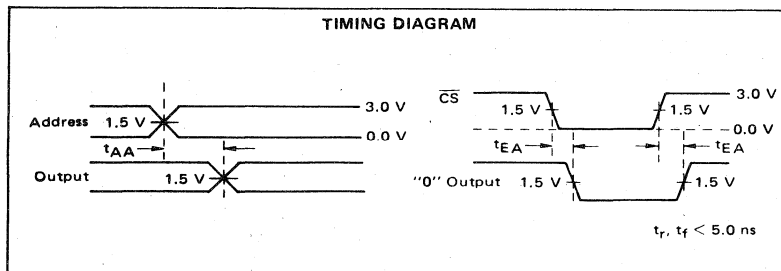 TIMING DIAGRAM
Address
1.5 V
3.0 V
0.0 V
tAA
Output
1.5 V
CS
1.5 V
1.5 V
3.0 V
0.0 V
tEA
tEA
"0" Output
1.5 V
1.5 V
tr, tf < 5.0 ns